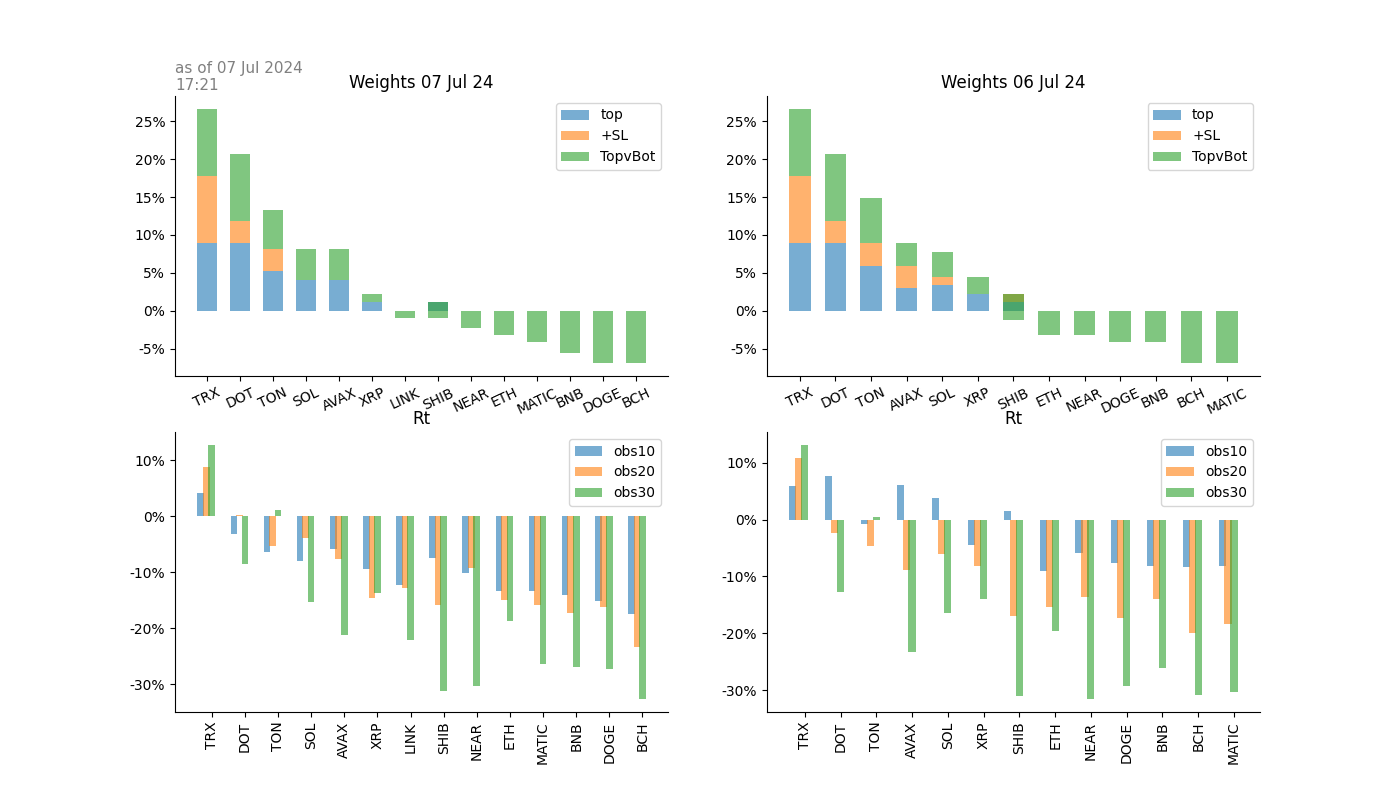 as of 07 Jul 2024
17:21
Weights 07 Jul 24
25%
20%
15%
10%
5%
0%
-5%
top
+SL
TopvBot
TRX DOT TON SOL AVAX XRP LINK SHIB NEAR ETH MATIC BNB DOGE BCH
Weights 06 Jul 24
25%
20%
15%
10%
5%
0%
-5%
top
+SL
TopvBot
TRX DOT TON AVAX SOL XRP SHIB ETH NEAR DOGE BNB BCH MATIC
Rt
10%
0%
-10%
-20%
-30%
obs10
obs20
obs30
TRX DOT TON SOL AVAX XRP LINK SHIB NEAR ETH MATIC BNB DOGE BCH
Rt
10%
0%
-10%
-20%
-30%
obs10
obs20
obs30
TRX DOT TON AVAX SOL XRP SHIB ETH NEAR DOGE BNB BCH MATIC